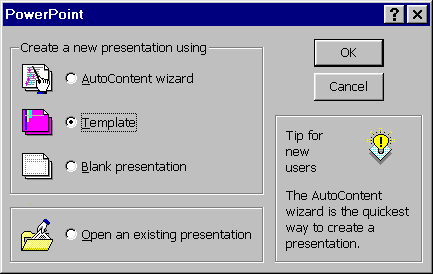 PowerPoint
Create a new presentation using
AutoContent wizard
Template
Blank presentation
Open an existing presentation
OK
Cancel
Tip for
new
users
The AutoContent
wizard is the quickest
way to create a
presentation.